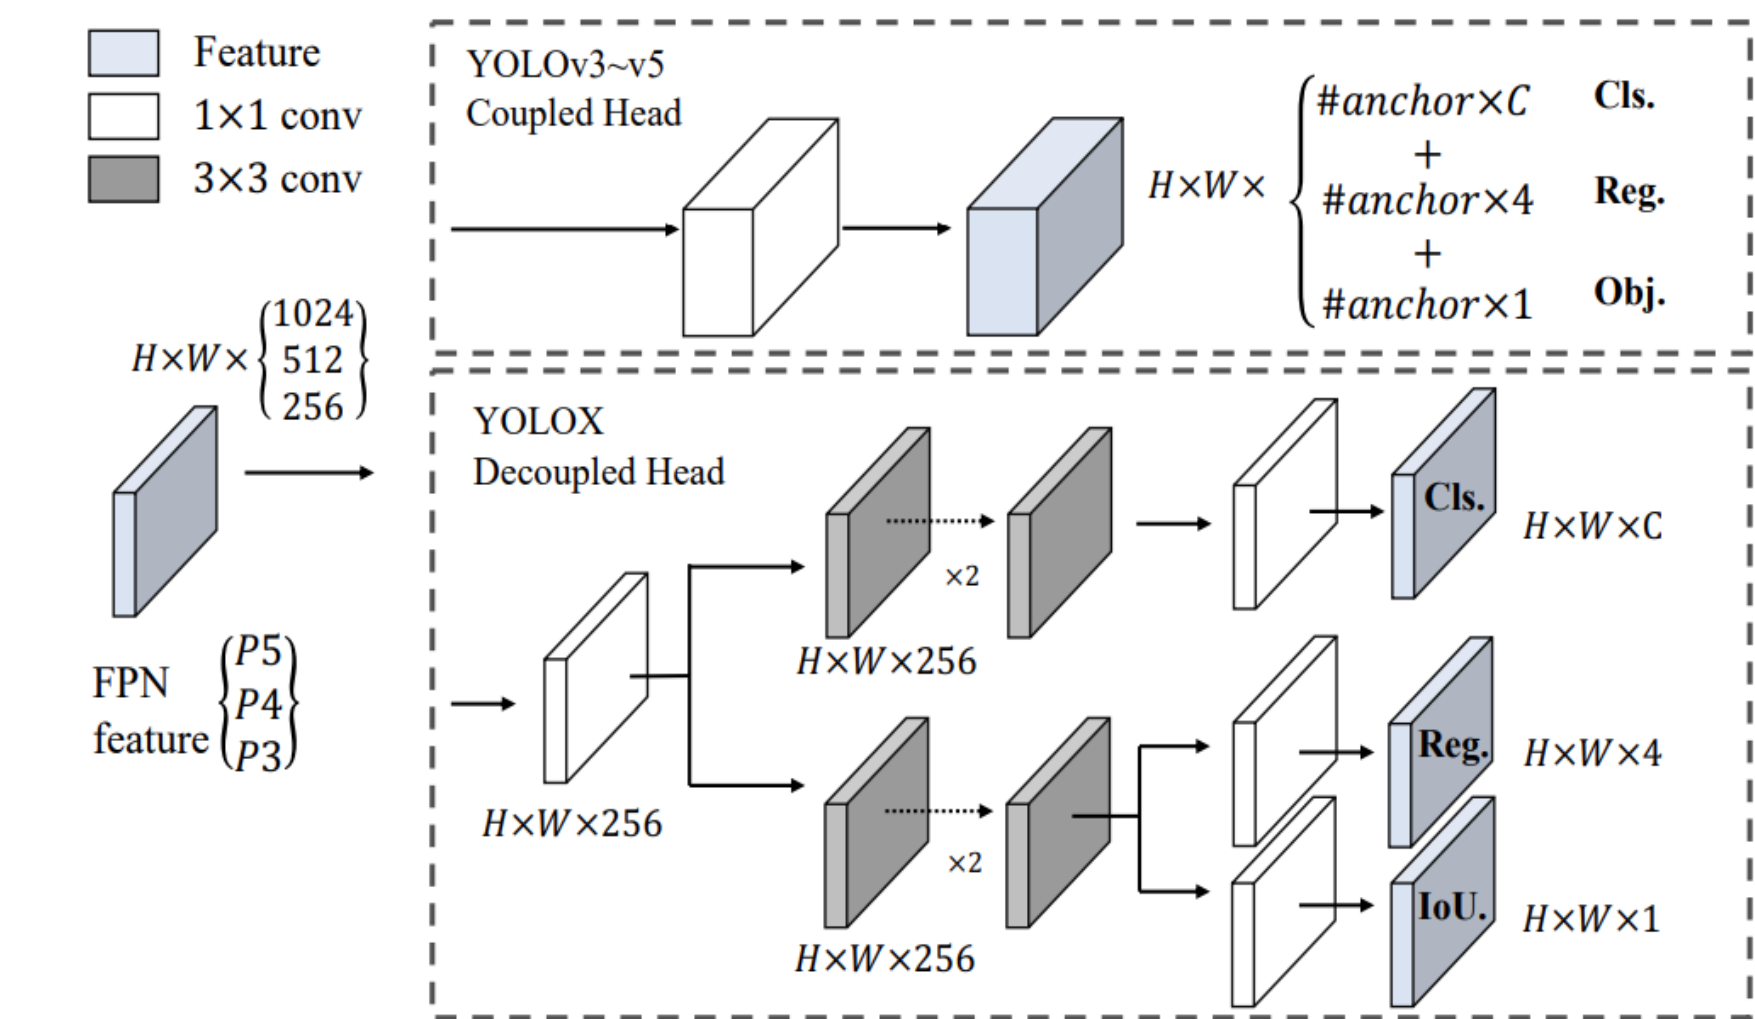 Feature
1×1 conv
3×3 conv
H×W×
1024
512
256
FPN
feature
P5
P4
P3
YOLOv3~v5
Coupled Head
H×W×
#anchor×C Cls.
+
#anchor×4 Reg.
+
#anchor×1 Obj.
YOLOX
Decoupled Head
H×W×256
×2
H×W×256
×2
H×W×256
Cls.
H×W×C
Reg.
H×W×4
IoU.
H×W×1